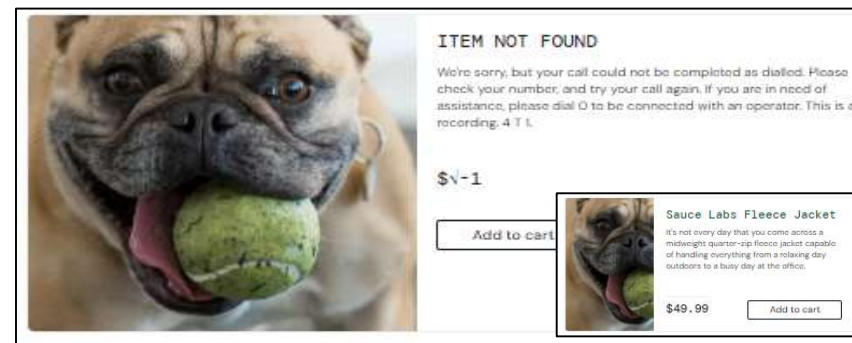 ITEM NOT FOUND
We're sorry, but your call could not be completed as dialled. Please
check your number, and try your call again. If you are in need of
assistance, please dial 0 to be connected with an operator. This is a
recording. 4 T 1.
$√-1
Add to cart
Sauce Labs Fleece Jacket
It's not every day that you come across a
midweight quarter-zip fleece jacket capable
of handling everything from a relaxing day
outdoors to a busy day at the office.
$49.99
Add to cart